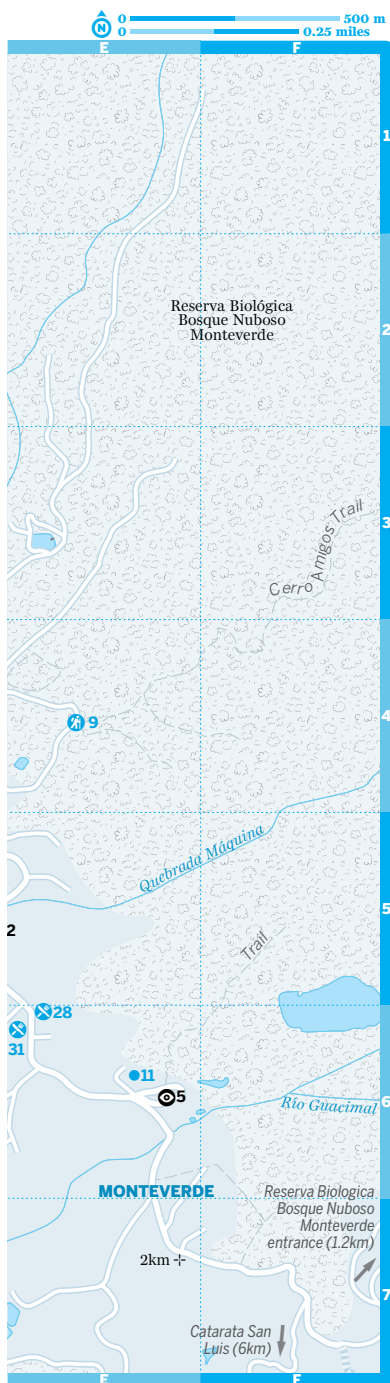 N 0 500 m
0 0.25 miles
E F
1
Reserva Biológica
Bosque Nuboso
Monteverde
2
3
Cerro Amigos Trail
4
9
Quebrada Máquina
5
2
Trail
28
31
11
5
6
Río Guacimal
MONTEVERDE
Reserva Biologica
Bosque Nuboso
Monteverde
entrance (1.2km)
2km
7
Catarata San
Luis (6km)
E F